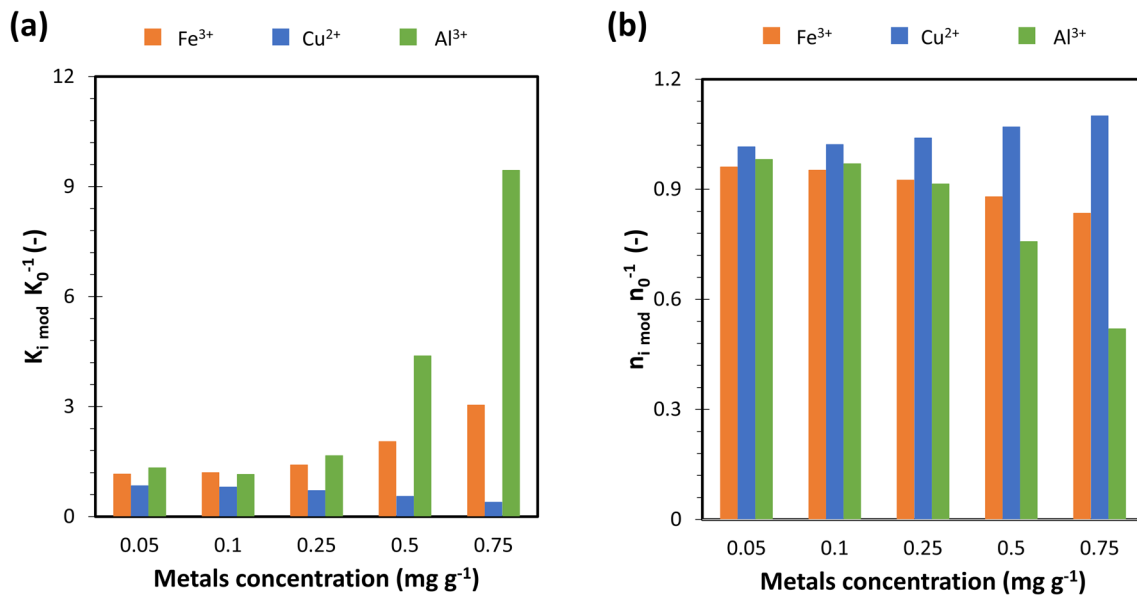 (a)
Fe³⁺ Cu²⁺ Al³⁺
12
9
6
3
0
K_i mod K₀⁻¹ (-)
0.05 0.1 0.25 0.5 0.75
Metals concentration (mg g⁻¹)
(b)
Fe³⁺ Cu²⁺ Al³⁺
1.2
0.9
0.6
0.3
0
n_i mod n₀⁻¹ (-)
0.05 0.1 0.25 0.5 0.75
Metals concentration (mg g⁻¹)